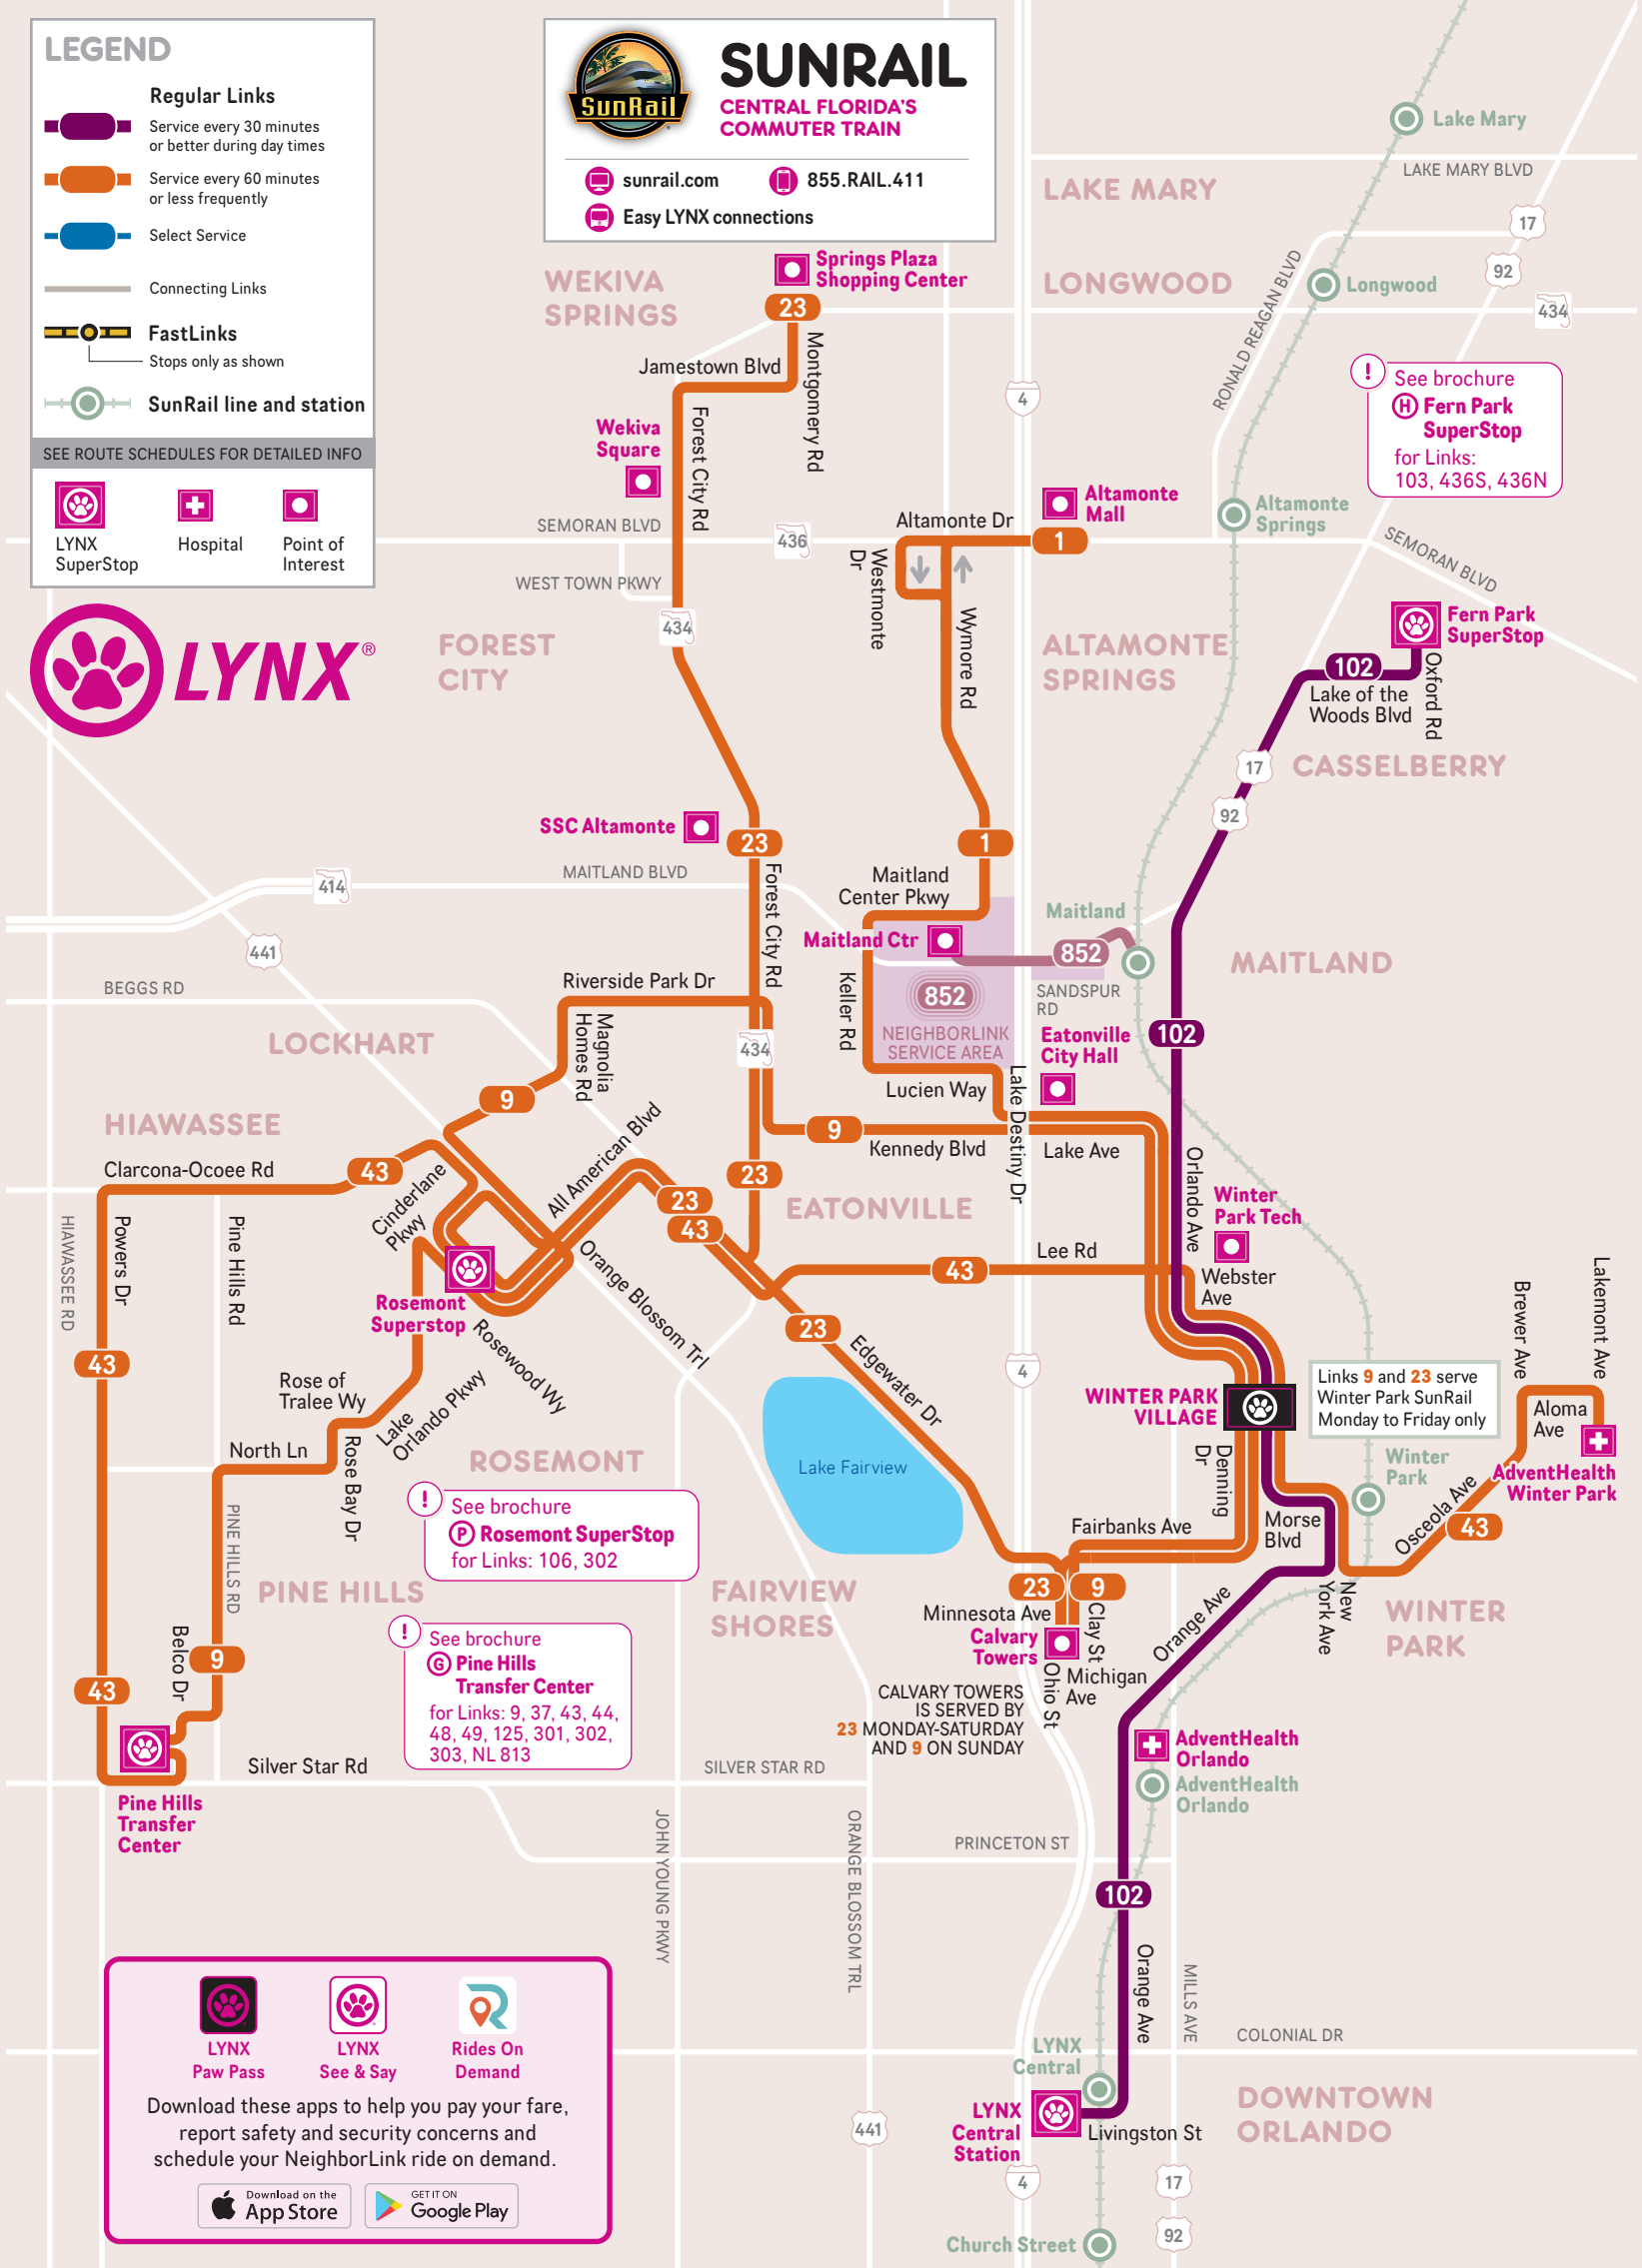 LEGEND
Regular Links
Service every 30 minutes
or better during day times
Service every 60 minutes
or less frequently
Select Service
Connecting Links
FastLinks
Stops only as shown
SunRail line and station
SEE ROUTE SCHEDULES FOR DETAILED INFO
LYNX
SuperStop
Hospital
Point of
Interest
LYNX®
SunRail
SUNRAIL
CENTRAL FLORIDA'S
COMMUTER TRAIN
sunrail.com
855.RAIL.411
Easy LYNX connections
Lake Mary
LAKE MARY BLVD
LAKE MARY
17
92
434
RONALD REAGAN BLVD
LONGWOOD
Longwood
WEKIVA
SPRINGS
Springs Plaza
Shopping Center
23
Montgomery Rd
Jamestown Blvd
Forest City Rd
Wekiva
Square
4
!
See brochure
H Fern Park
SuperStop
for Links:
103, 436S, 436N
Altamonte
Mall
Altamonte
Springs
SEMORAN BLVD
436
Altamonte Dr
1
SEMORAN BLVD
Westmonte
Dr
Wymore Rd
WEST TOWN PKWY
434
FOREST
CITY
ALTAMONTE
SPRINGS
Fern Park
SuperStop
102
Oxford Rd
Lake of the
Woods Blvd
17
92
CASSELBERRY
SSC Altamonte
23
1
MAITLAND BLVD
414
Forest City Rd
Maitland
Center Pkwy
Maitland
Maitland Ctr
852
852
NEIGHBORLINK
SERVICE AREA
SANDSPUR
RD
MAITLAND
441
BEGGS RD
Riverside Park Dr
Magnolia
Homes Rd
Keller Rd
LOCKHART
434
Eatonville
City Hall
102
Lucien Way
Lake Destiny Dr
9
HIAWASSEE
9
Kennedy Blvd
Lake Ave
Clarcona-Ocoee Rd
43
Cinderlane
Pkwy
All American Blvd
23
23
43
EATONVILLE
Orlando Ave
Winter
Park Tech
HIAWASSEE RD
Powers Dr
Pine Hills Rd
Lee Rd
43
Webster
Ave
Orange Blossom Trl
Rosemont
Superstop
Rosewood Wy
23
Edgewater Dr
Brewer Ave
Lakemont Ave
43
4
Links 9 and 23 serve
Winter Park SunRail
Monday to Friday only
Rose of
Tralee Wy
Lake
Orlando Pkwy
WINTER PARK
VILLAGE
Aloma
Ave
North Ln
Rose Bay Dr
ROSEMONT
Lake Fairview
Denning
Dr
Winter
Park
AdventHealth
Winter Park
!
See brochure
P Rosemont SuperStop
for Links: 106, 302
PINE HILLS RD
Fairbanks Ave
Morse
Blvd
Osceola Ave
43
PINE HILLS
FAIRVIEW
SHORES
23
9
Minnesota Ave
Clay St
Calvary
Towers
Ohio St
Michigan
Ave
Orange Ave
New
York Ave
WINTER
PARK
!
See brochure
G Pine Hills
Transfer Center
for Links: 9, 37, 43, 44,
48, 49, 125, 301, 302,
303, NL 813
Belco Dr
9
43
CALVARY TOWERS
IS SERVED BY
23 MONDAY-SATURDAY
AND 9 ON SUNDAY
Silver Star Rd
SILVER STAR RD
Pine Hills
Transfer
Center
AdventHealth
Orlando
AdventHealth
Orlando
PRINCETON ST
JOHN YOUNG PKWY
ORANGE BLOSSOM TRL
102
Orange Ave
MILLS AVE
COLONIAL DR
LYNX
Central
LYNX
Central
Station
Livingston St
DOWNTOWN
ORLANDO
441
4
17
92
Church Street
LYNX
Paw Pass
LYNX
See & Say
Rides On
Demand
Download these apps to help you pay your fare,
report safety and security concerns and
schedule your NeighborLink ride on demand.
Download on the
App Store
GET IT ON
Google Play